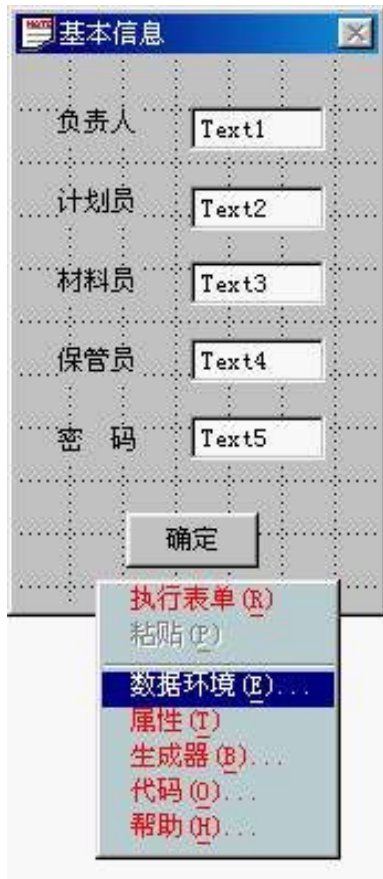 基本信息
负责人 Text1
计划员 Text2
材料员 Text3
保管员 Text4
密 码 Text5
确定
执行表单(R)
粘贴(P)
数据环境(E)...
属性(T)
生成器(B)...
代码(O)...
帮助(H)...